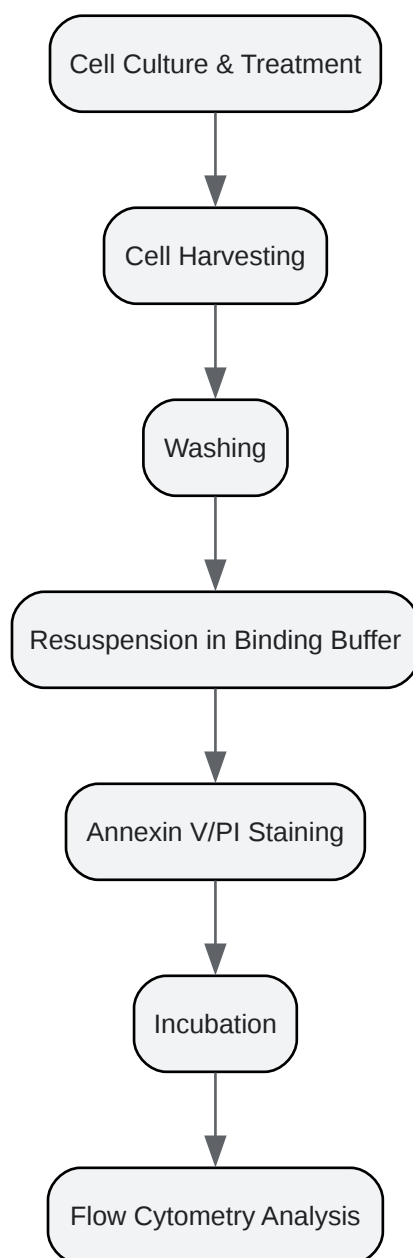 Cell Culture & Treatment
Cell Harvesting
Washing
Resuspension in Binding Buffer
Annexin V/PI Staining
Incubation
Flow Cytometry Analysis